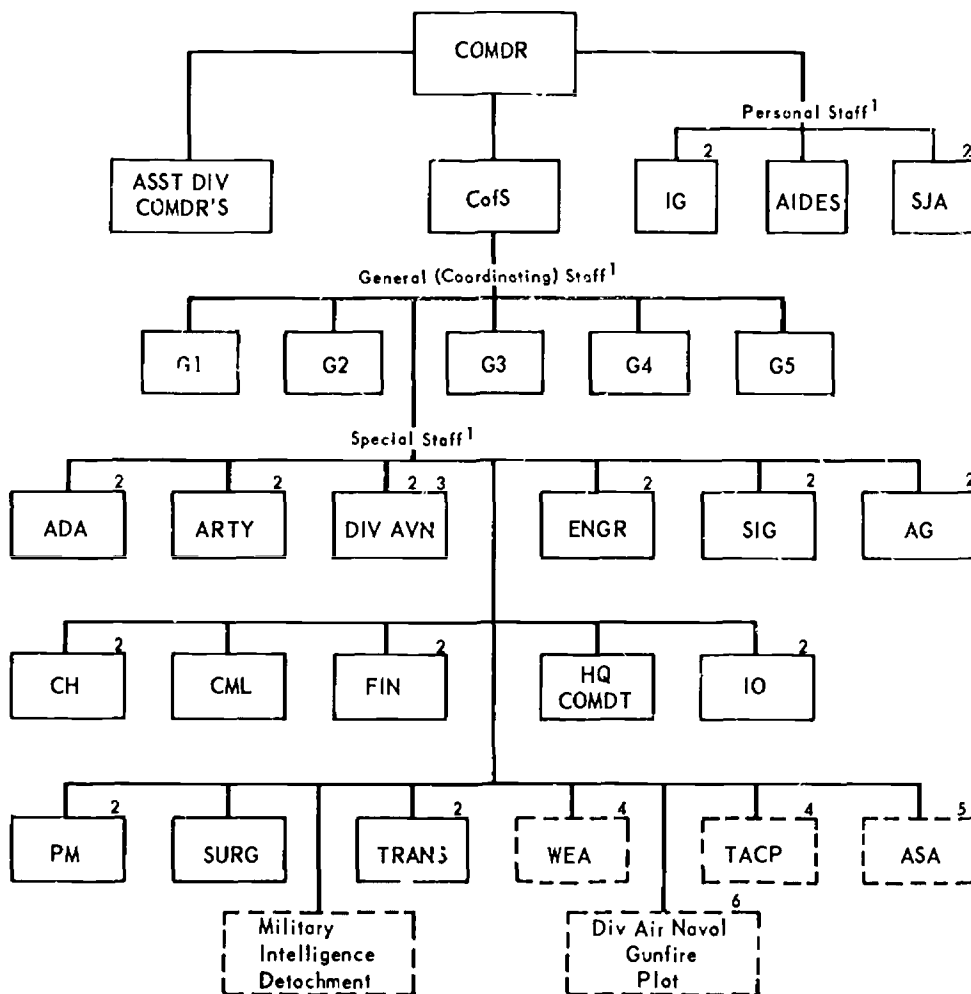 COMDR
Personal Staff 1
2 2
ASST DIV
COMDR'S
CofS
IG AIDES SJA
General (Coordinating) Staff 1
G1 G2 G3 G4 G5
Special Staff 1
2 2 2 3 2 2 2
ADA ARTY DIV AVN ENGR SIG AG
2 2 2
CH CML FIN HQ
COMDT IO
2 2 4 4 5
PM SURG TRANS WEA TACP ASA
6
Military
Intelligence
Detochment
Div Air Naval
Gunfire
Plot